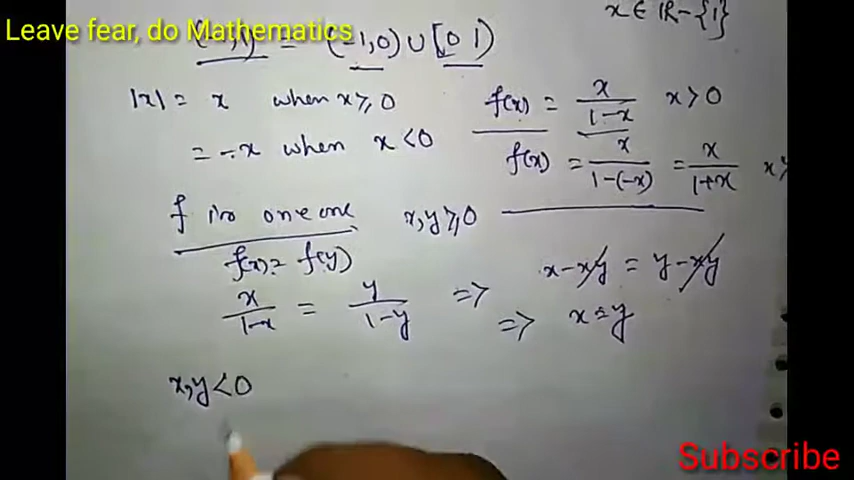 Leave fear, do Mathematics
x ∈ IR - {1}
= (-1,0) ∪ [0 1)
|x| = x when x ≥ 0
f(x) = x/(1-x) x > 0
= -x when x < 0
f(x) = x/(1-(-x)) = x/(1+x)
f is one one x,y ≥ 0
f(x) = f(y)
x/(1-x) = y/(1-y) => x - xy = y - xy
=> x = y
x,y < 0
Subscribe